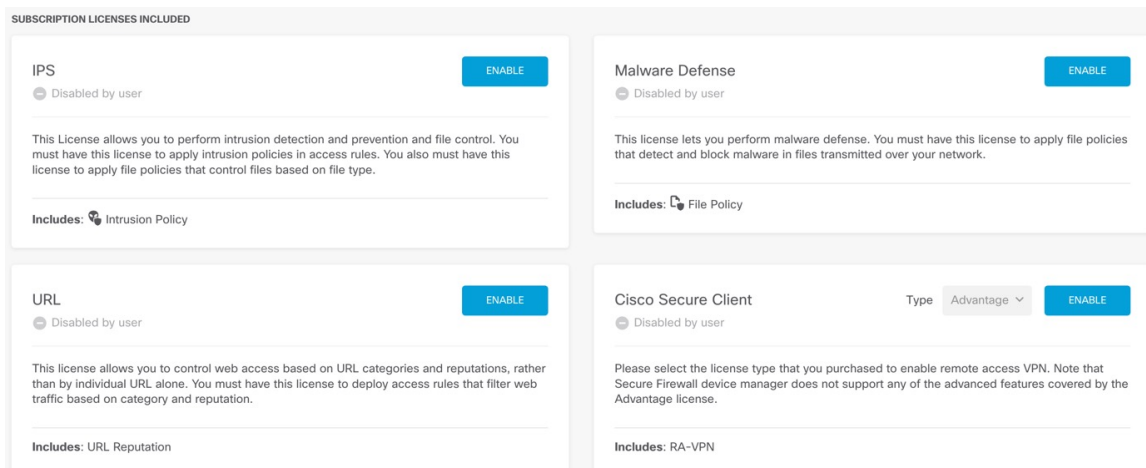 SUBSCRIPTION LICENSES INCLUDED
IPS
ENABLE
Disabled by user
This License allows you to perform intrusion detection and prevention and file control. You
must have this license to apply intrusion policies in access rules. You also must have this
license to apply file policies that control files based on file type.
Includes: Intrusion Policy
Malware Defense
ENABLE
Disabled by user
This license lets you perform malware defense. You must have this license to apply file policies
that detect and block malware in files transmitted over your network.
Includes: File Policy
URL
ENABLE
Disabled by user
This license allows you to control web access based on URL categories and reputations, rather
than by individual URL alone. You must have this license to deploy access rules that filter web
traffic based on category and reputation.
Includes: URL Reputation
Cisco Secure Client
Type Advantage
ENABLE
Disabled by user
Please select the license type that you purchased to enable remote access VPN. Note that
Secure Firewall device manager does not support any of the advanced features covered by the
Advantage license.
Includes: RA-VPN